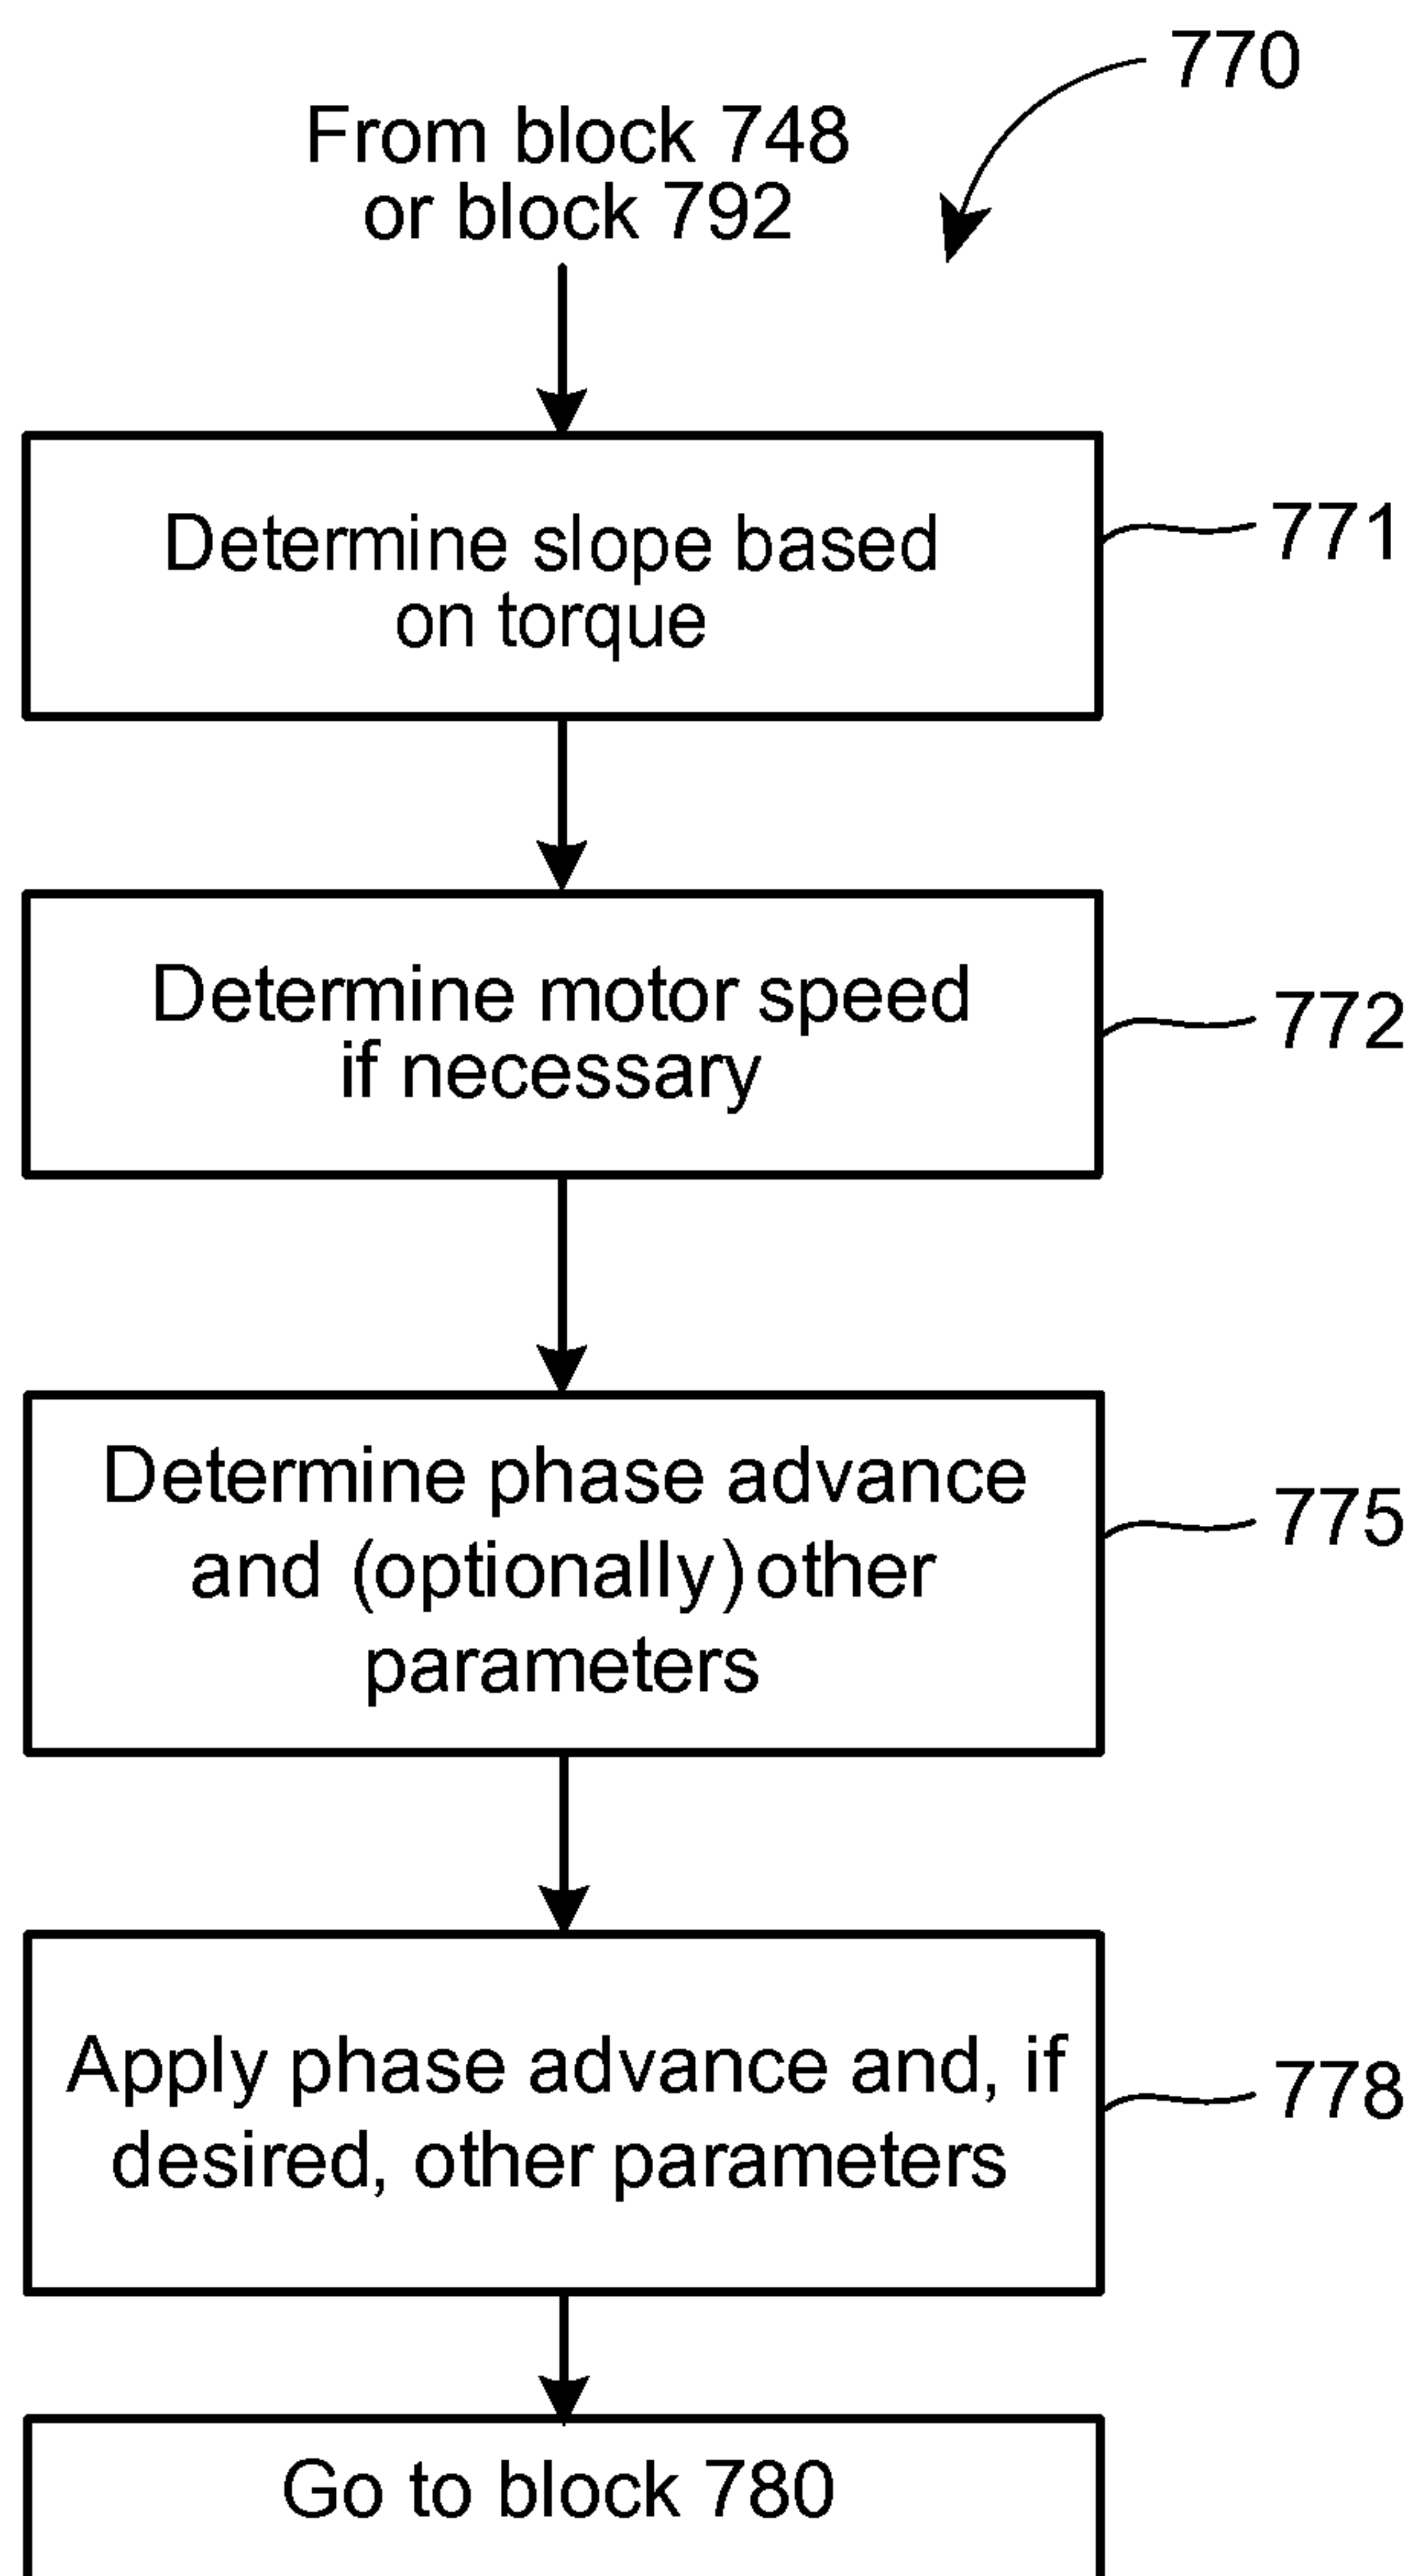 770
From block 748
or block 792
Determine slope based
on torque
771
Determine motor speed
if necessary
772
Determine phase advance
and (optionally) other
parameters
775
Apply phase advance and, if
desired, other parameters
778
Go to block 780